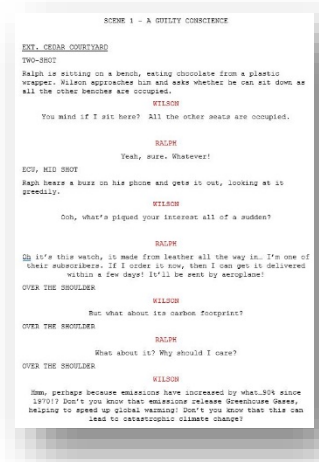 SCENE 1 - A GUILTY CONSCIENCE
EXT. CEDAR COURTYARD
TWO-SHOT
Ralph is sitting on a bench, eating chocolate from a plastic
wrapper. Wilson approaches him and asks whether he can sit down as
all the other benches are occupied.
WILSON
You mind if I sit here? All the other seats are occupied.
RALPH
Yeah, sure. Whatever!
ECU, MID SHOT
Raph hears a buzz on his phone and gets it out, looking at it
greedily.
WILSON
Ooh, what's piqued your interest all of a sudden?
RALPH
Oh it's this watch, it made from leather all the way in… I'm one of
their subscribers. If I order it now, then I can get it delivered
within a few days! It'll be sent by aeroplane!
OVER THE SHOULDER
WILSON
But what about its carbon footprint?
OVER THE SHOULDER
RALPH
What about it? Why should I care?
OVER THE SHOULDER
WILSON
Hmm, perhaps because emissions have increased by what…90% since
1970!? Don't you know that emissions release Greenhouse Gases,
helping to speed up global warming! Don't you know that this can
lead to catastrophic climate change?